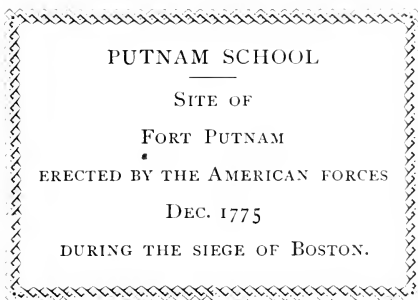 PUTNAM SCHOOL
SITE OF
FORT PUTNAM
ERECTED BY THE AMERICAN FORCES
DEC. 1775
DURING THE SIEGE OF BOSTON.